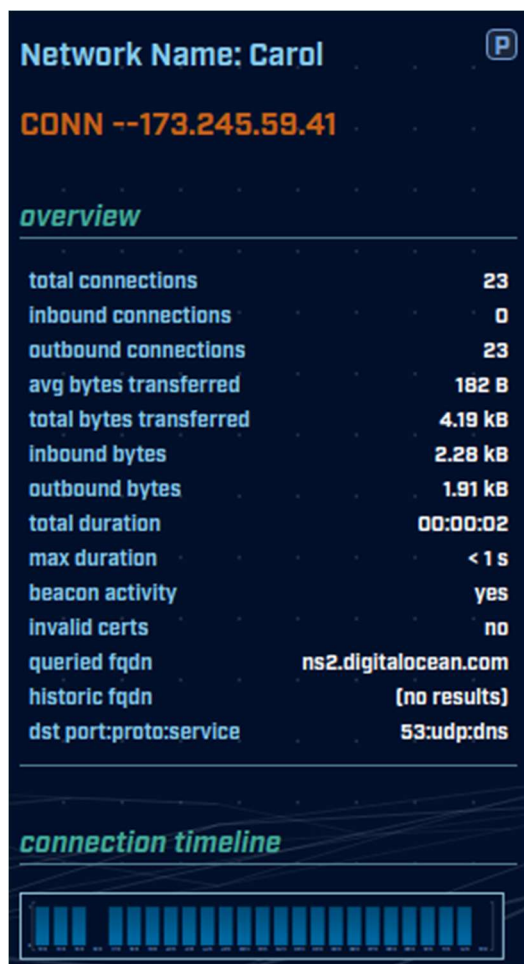 Network Name: Carol
P
CONN --173.245.59.41
overview
total connections 23
inbound connections 0
outbound connections 23
avg bytes transferred 182 B
total bytes transferred 4.19 kB
inbound bytes 2.28 kB
outbound bytes 1.91 kB
total duration 00:00:02
max duration < 1 s
beacon activity yes
invalid certs no
queried fqdn ns2.digitalocean.com
historic fqdn (no results)
dst port:proto:service 53:udp:dns
connection timeline